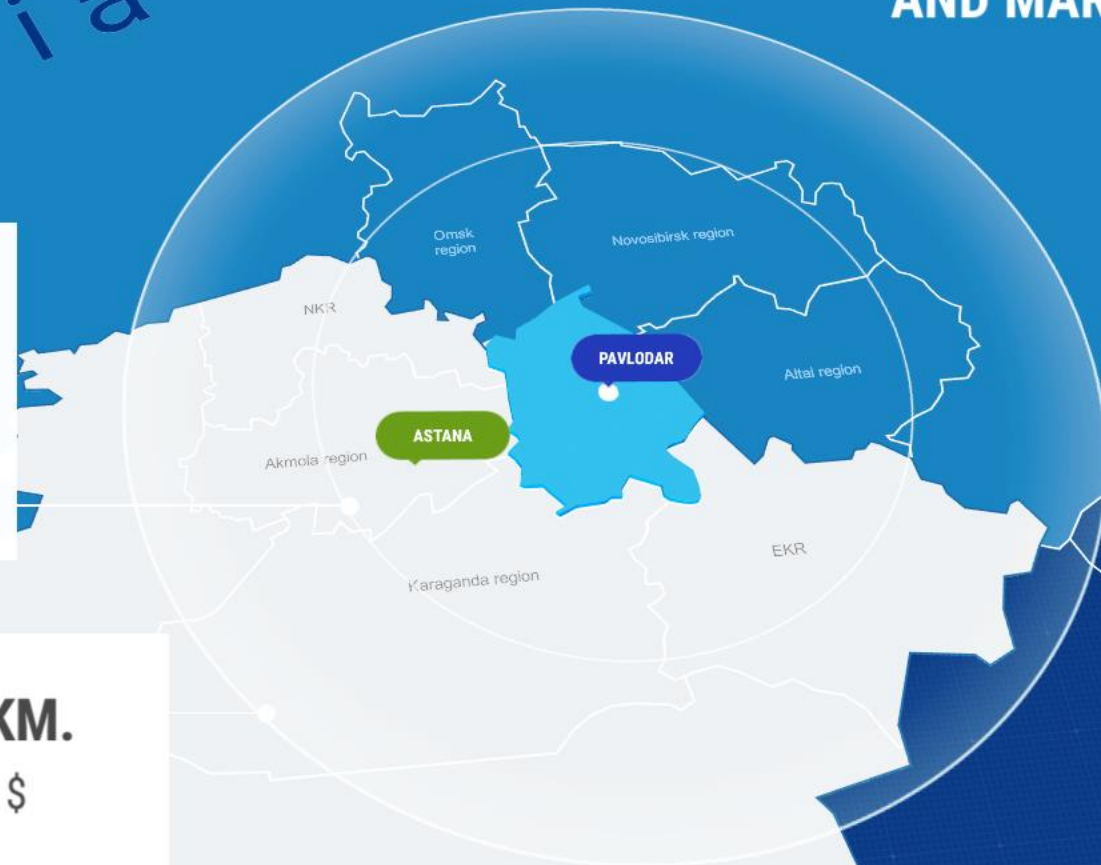 i a
AND MAR
Omsk
region
Novosibirsk region
NKR
PAVLODAR
Altai region
ASTANA
Akmola region
EKR
Karaganda region
KM.
$